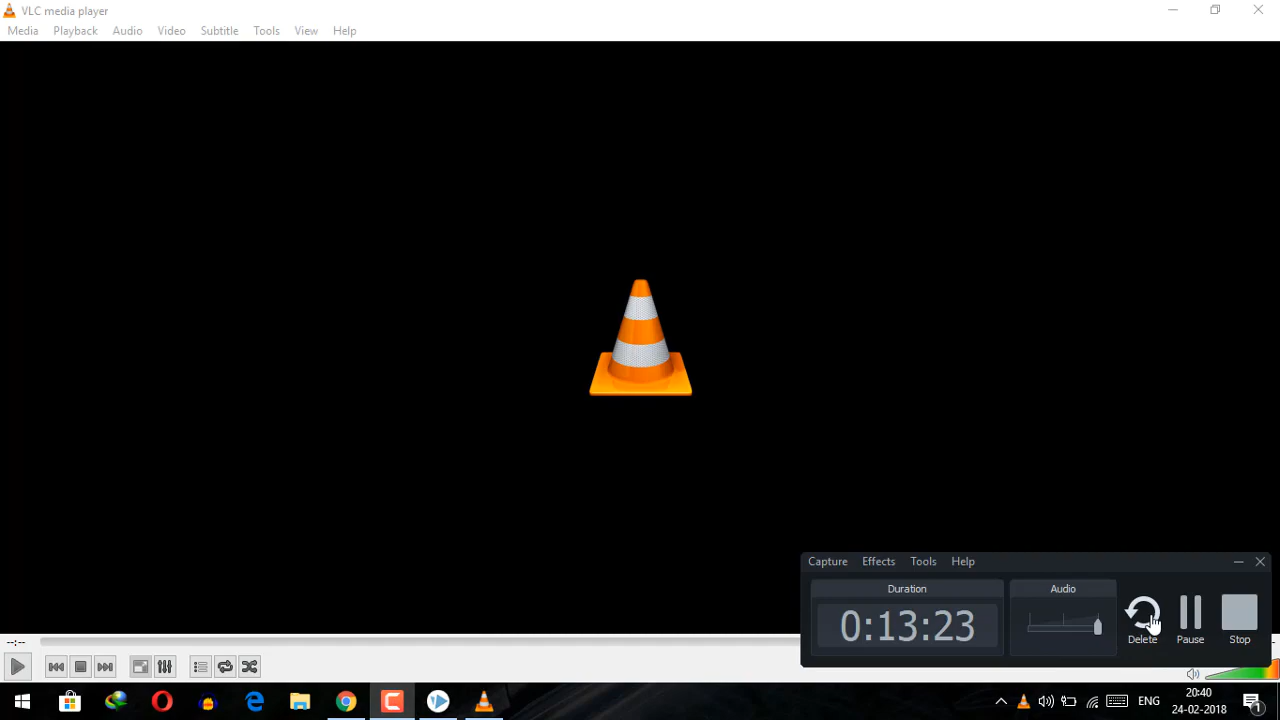 VLC media player
Media Playback Audio Video Subtitle Tools View Help
Capture Effects Tools Help
Duration Audio
0:13:23
Delete Pause Stop
--:--
ENG
20:40
24-02-2018
1